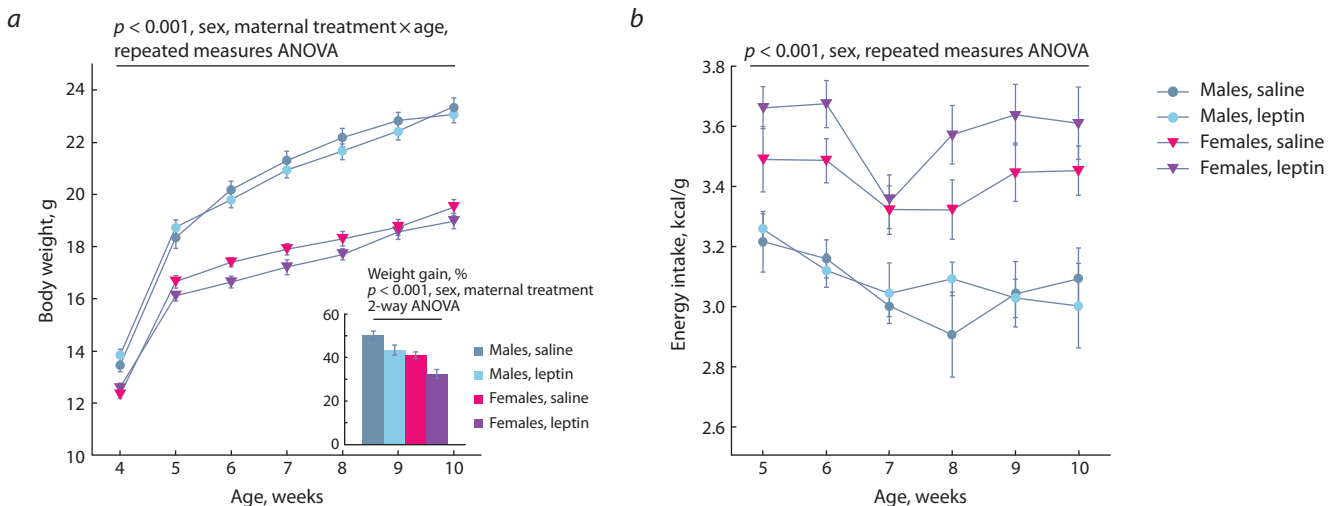 a
p < 0.001, sex, maternal treatment × age,
repeated measures ANOVA
24
22
20
18
16
14
12
10
Body weight, g
4
5
6
7
8
9
10
Age, weeks
Weight gain, %
p < 0.001, sex, maternal treatment
2-way ANOVA
60
40
20
0
Males, saline
Males, leptin
Females, saline
Females, leptin
b
p < 0.001, sex, repeated measures ANOVA
3.8
3.6
3.4
3.2
3.0
2.8
2.6
Energy intake, kcal/g
5
6
7
8
9
10
Age, weeks
Males, saline
Males, leptin
Females, saline
Females, leptin